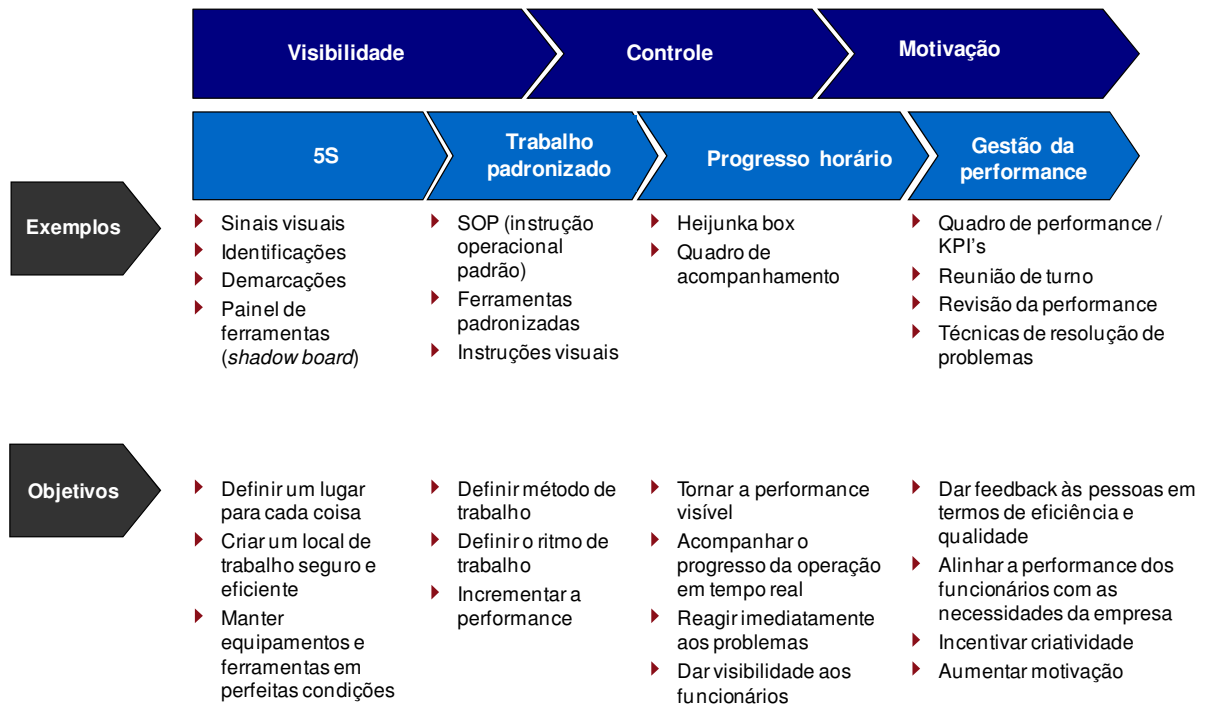 Visibilidade
Controle
Motivação
5S
Trabalho
padronizado
Progresso horário
Gestão da
performance
Exemplos
Sinais visuais
Identificações
Demarcações
Painel de
ferramentas
(shadow board)
SOP (instrução
operacional
padrão)
Ferramentas
padronizadas
Instruções visuais
Heijunka box
Quadro de
acompanhamento
Quadro de performance /
KPI's
Reunião de turno
Revisão da performance
Técnicas de resolução de
problemas
Objetivos
Definir um lugar
para cada coisa
Criar um local de
trabalho seguro e
eficiente
Manter
equipamentos e
ferramentas em
perfeitas condições
Definir método de
trabalho
Definir o ritmo de
trabalho
Incrementar a
performance
Tornar a performance
visível
Acompanhar o
progresso da operação
em tempo real
Reagir imediatamente
aos problemas
Dar visibilidade aos
funcionários
Dar feedback às pessoas em
termos de eficiência e
qualidade
Alinhar a performance dos
funcionários com as
necessidades da empresa
Incentivar criatividade
Aumentar motivação